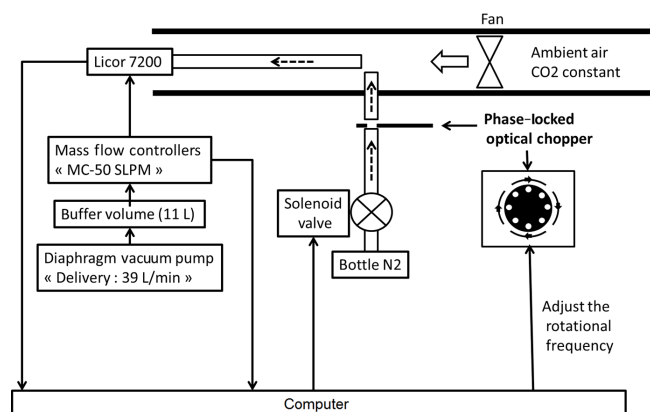 Fan
Licor 7200
Ambient air
CO2 constant
Phase-locked
optical chopper
Mass flow controllers
« MC-50 SLPM »
Buffer volume (11 L)
Diaphragm vacuum pump
« Delivery : 39 L/min »
Solenoid
valve
Bottle N2
Adjust the
rotational
frequency
Computer